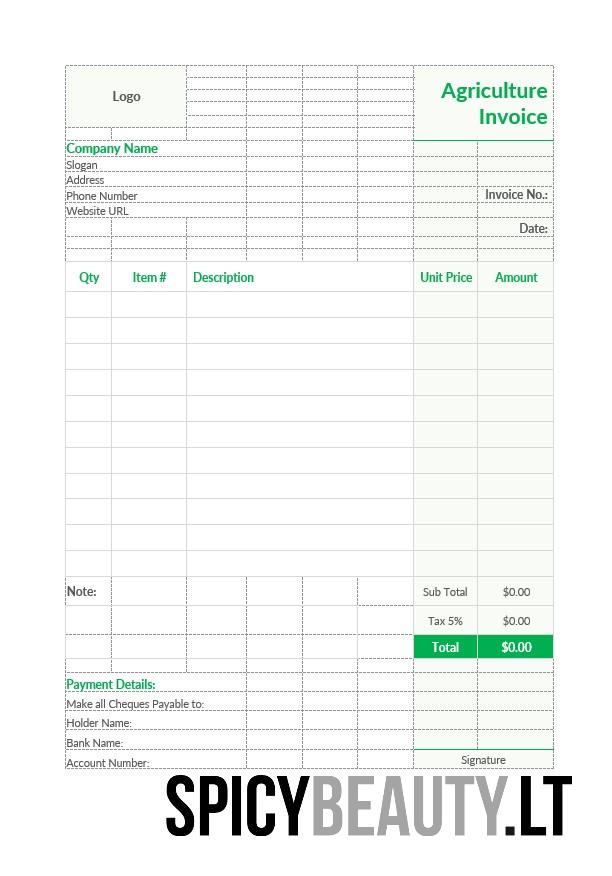 Logo
Agriculture
Invoice
Company Name
Slogan
Address
Phone Number
Invoice No.:
Website URL
Date:
Qty Item # Description Unit Price Amount
Note: Sub Total $0.00
Tax 5% $0.00
Total $0.00
Payment Details:
Make all Cheques Payable to:
Holder Name:
Bank Name:
Account Number:
Signature
SPICYBEAUTY.LT